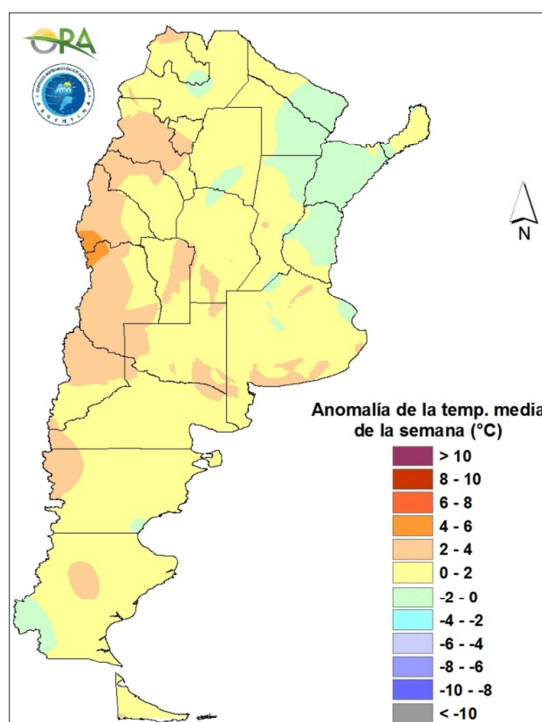 ORA
SMN
N
Anomalía de la temp. media
de la semana (°C)
> 10
8 - 10
6 - 8
4 - 6
2 - 4
0 - 2
-2 - 0
-4 - -2
-6 - -4
-8 - -6
-10 - -8
< -10